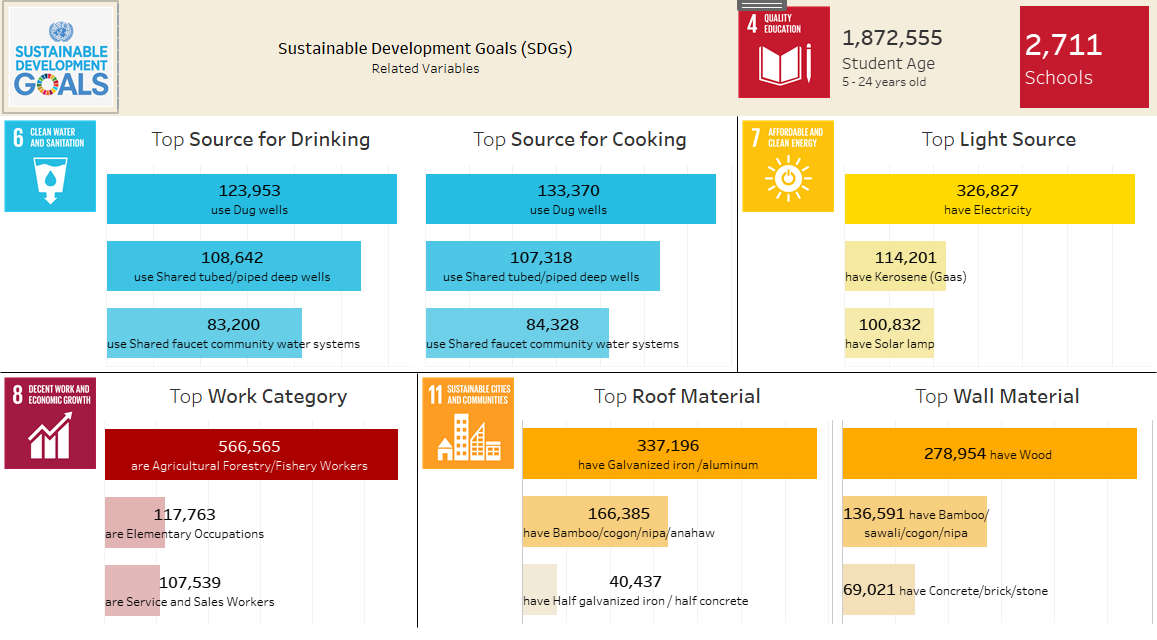 SUSTAINABLE
DEVELOPMENT
GOALS
Sustainable Development Goals (SDGs)
Related Variables
4 QUALITY
EDUCATION
1,872,555
Student Age
5 - 24 years old
2,711
Schools
6 CLEAN WATER
AND SANITATION
Top Source for Drinking
123,953
use Dug wells
108,642
use Shared tubed/piped deep wells
83,200
use Shared faucet community water systems
Top Source for Cooking
133,370
use Dug wells
107,318
use Shared tubed/piped deep wells
84,328
use Shared faucet community water systems
7 AFFORDABLE AND
CLEAN ENERGY
Top Light Source
326,827
have Electricity
114,201
have Kerosene (Gaas)
100,832
have Solar lamp
8 DECENT WORK AND
ECONOMIC GROWTH
Top Work Category
566,565
are Agricultural Forestry/Fishery Workers
117,763
are Elementary Occupations
107,539
are Service and Sales Workers
11 SUSTAINABLE CITIES
AND COMMUNITIES
Top Roof Material
337,196
have Galvanized iron /aluminum
166,385
have Bamboo/cogon/nipa/anahaw
40,437
have Half galvanized iron / half concrete
Top Wall Material
278,954 have Wood
136,591 have Bamboo/
sawali/cogon/nipa
69,021 have Concrete/brick/stone